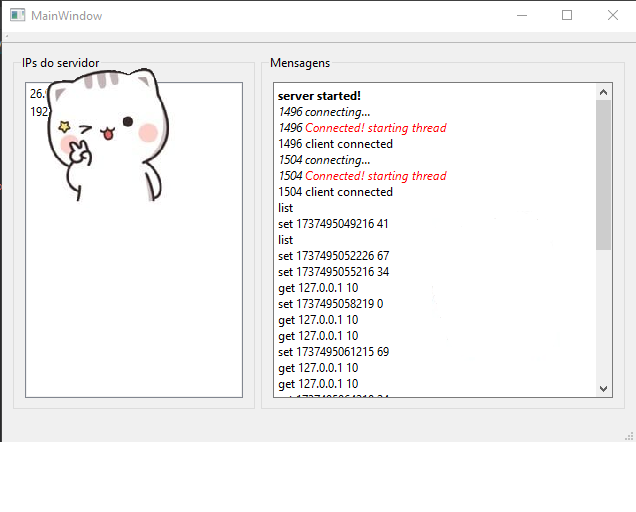 MainWindow
IPs do servidor
26.
192
Mensagens
server started!
1496 connecting...
1496 Connected! starting thread
1496 client connected
1504 connecting...
1504 Connected! starting thread
1504 client connected
list
set 1737495049216 41
list
set 1737495052226 67
set 1737495055216 34
get 127.0.0.1 10
set 1737495058219 0
get 127.0.0.1 10
get 127.0.0.1 10
set 1737495061215 69
get 127.0.0.1 10
get 127.0.0.1 10